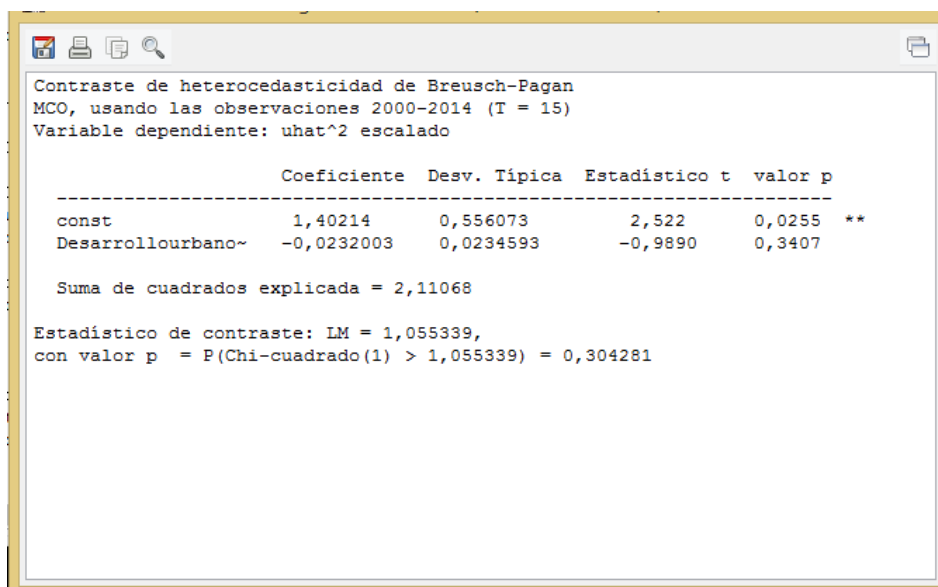 Contraste de heterocedasticidad de Breusch-Pagan
MCO, usando las observaciones 2000-2014 (T = 15)
Variable dependiente: uhat^2 escalado
Coeficiente Desv. Típica Estadístico t valor p
---------------------------------------------------------------------
const 1,40214 0,556073 2,522 0,0255 **
Desarrollourbano~ -0,0232003 0,0234593 -0,9890 0,3407
Suma de cuadrados explicada = 2,11068
Estadístico de contraste: LM = 1,055339,
con valor p = P(Chi-cuadrado(1) > 1,055339) = 0,304281